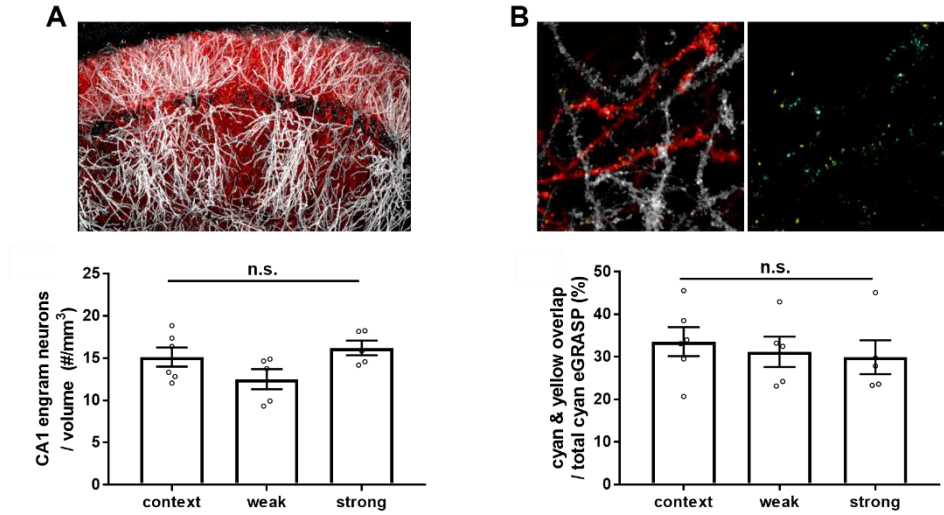 A
B
n.s.
25
20
15
10
5
0
CA1 engram neurons
/ volume (#/mm³)
context
weak
strong
n.s.
50
40
30
20
10
0
cyan & yellow overlap
/ total cyan eGRASP (%)
context
weak
strong